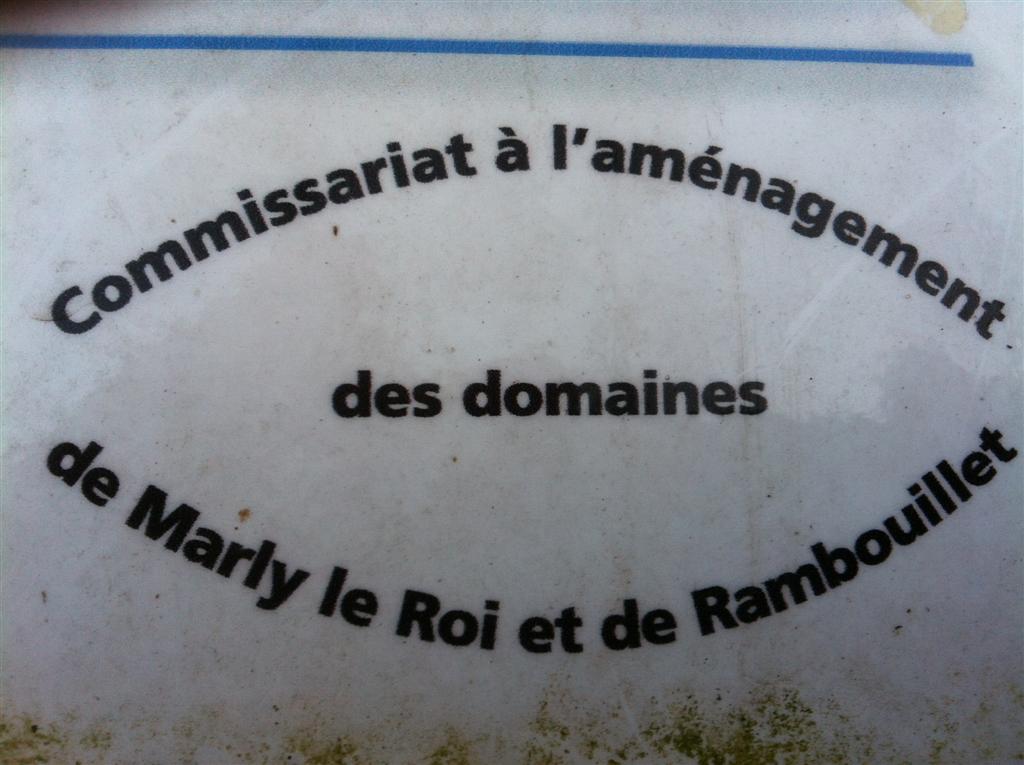 Commissariat à l'aménagement
des domaines
de Marly le Roi et de Rambouillet